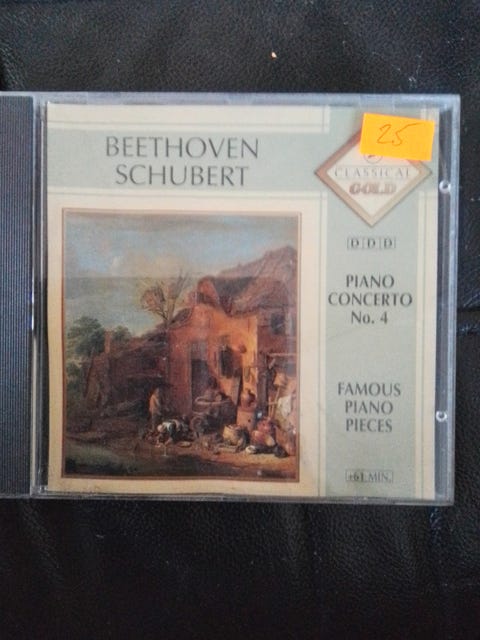 BEETHOVEN
SCHUBERT
25
CLASSICAL
GOLD
DDD
PIANO
CONCERTO
No. 4
FAMOUS
PIANO
PIECES
+61 MIN.